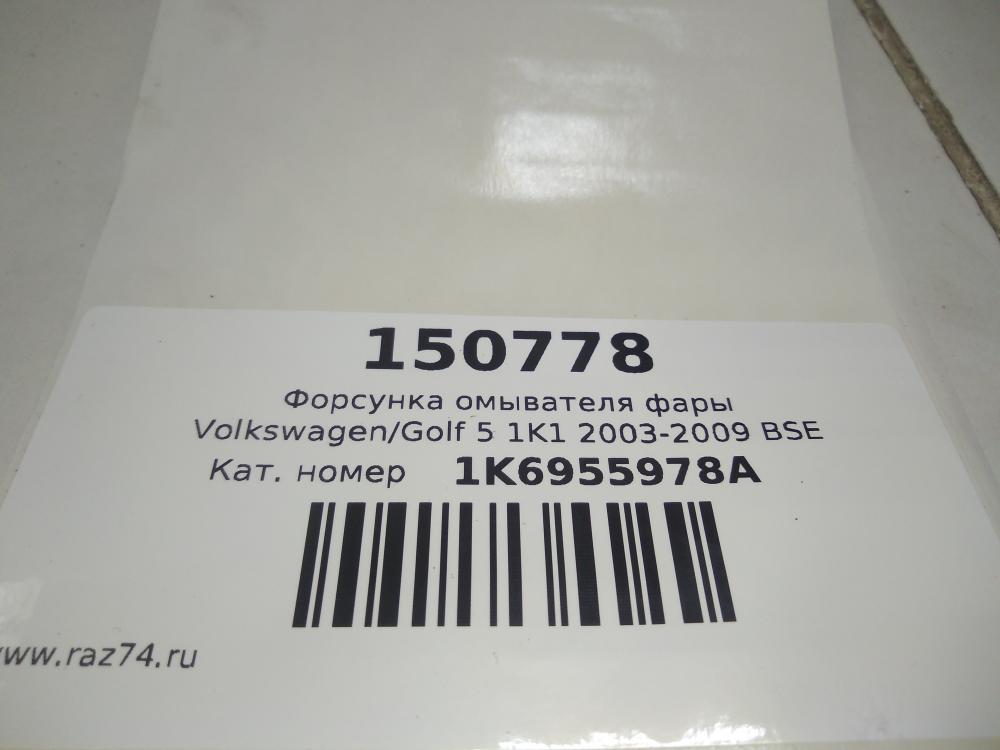 150778
Форсунка омывателя фары
Volkswagen/Golf 5 1K1 2003-2009 BSE
Кат. номер 1K6955978A
www.raz74.ru